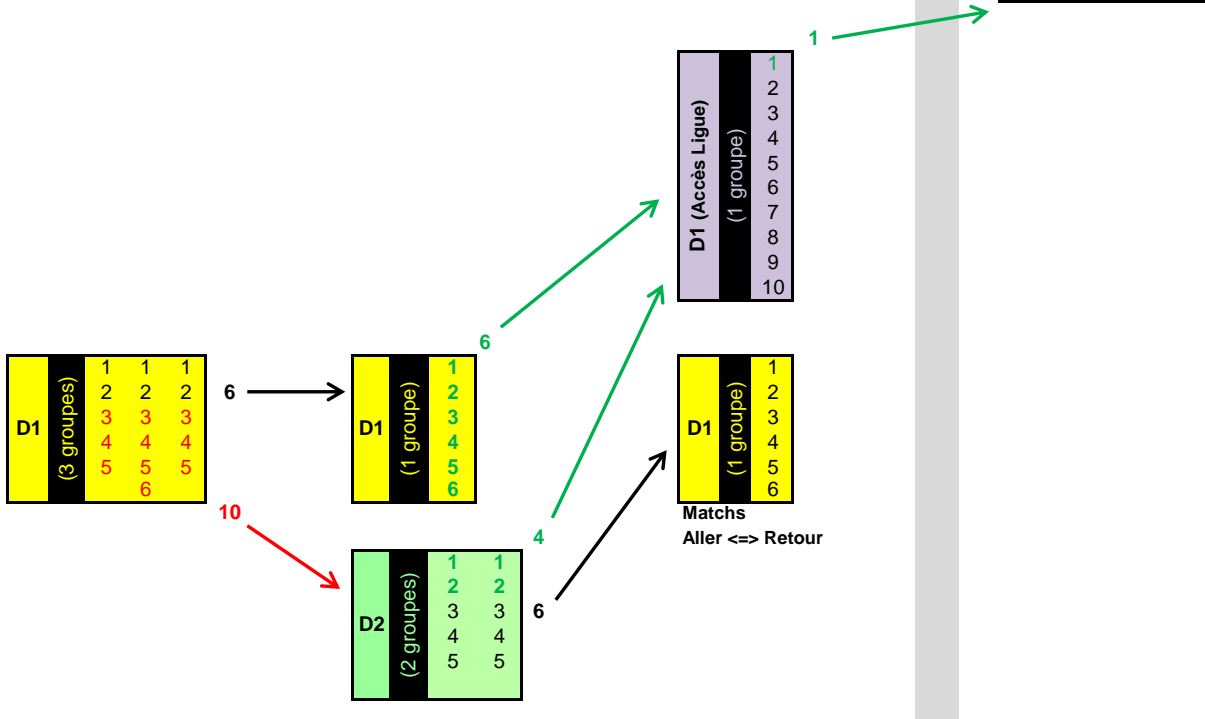 1
D1 (Accès Ligue)
(1 groupe)
1
2
3
4
5
6
7
8
9
10
6
D1
(3 groupes)
1 1 1
2 2 2
3 3 3
4 4 4
5 5 5
6
6
10
D1
(1 groupe)
1
2
3
4
5
6
D1
(1 groupe)
1
2
3
4
5
6
Matchs
Aller <=> Retour
4
D2
(2 groupes)
1 1
2 2
3 3
4 4
5 5
6